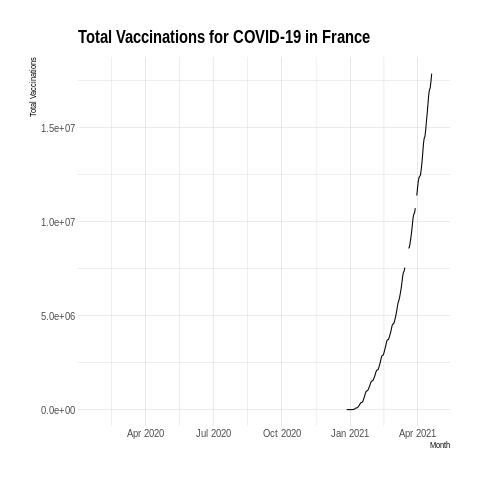 Total Vaccinations for COVID-19 in France
Total Vaccinations
1.5e+07
1.0e+07
5.0e+06
0.0e+00
Apr 2020 Jul 2020 Oct 2020 Jan 2021 Apr 2021
Month